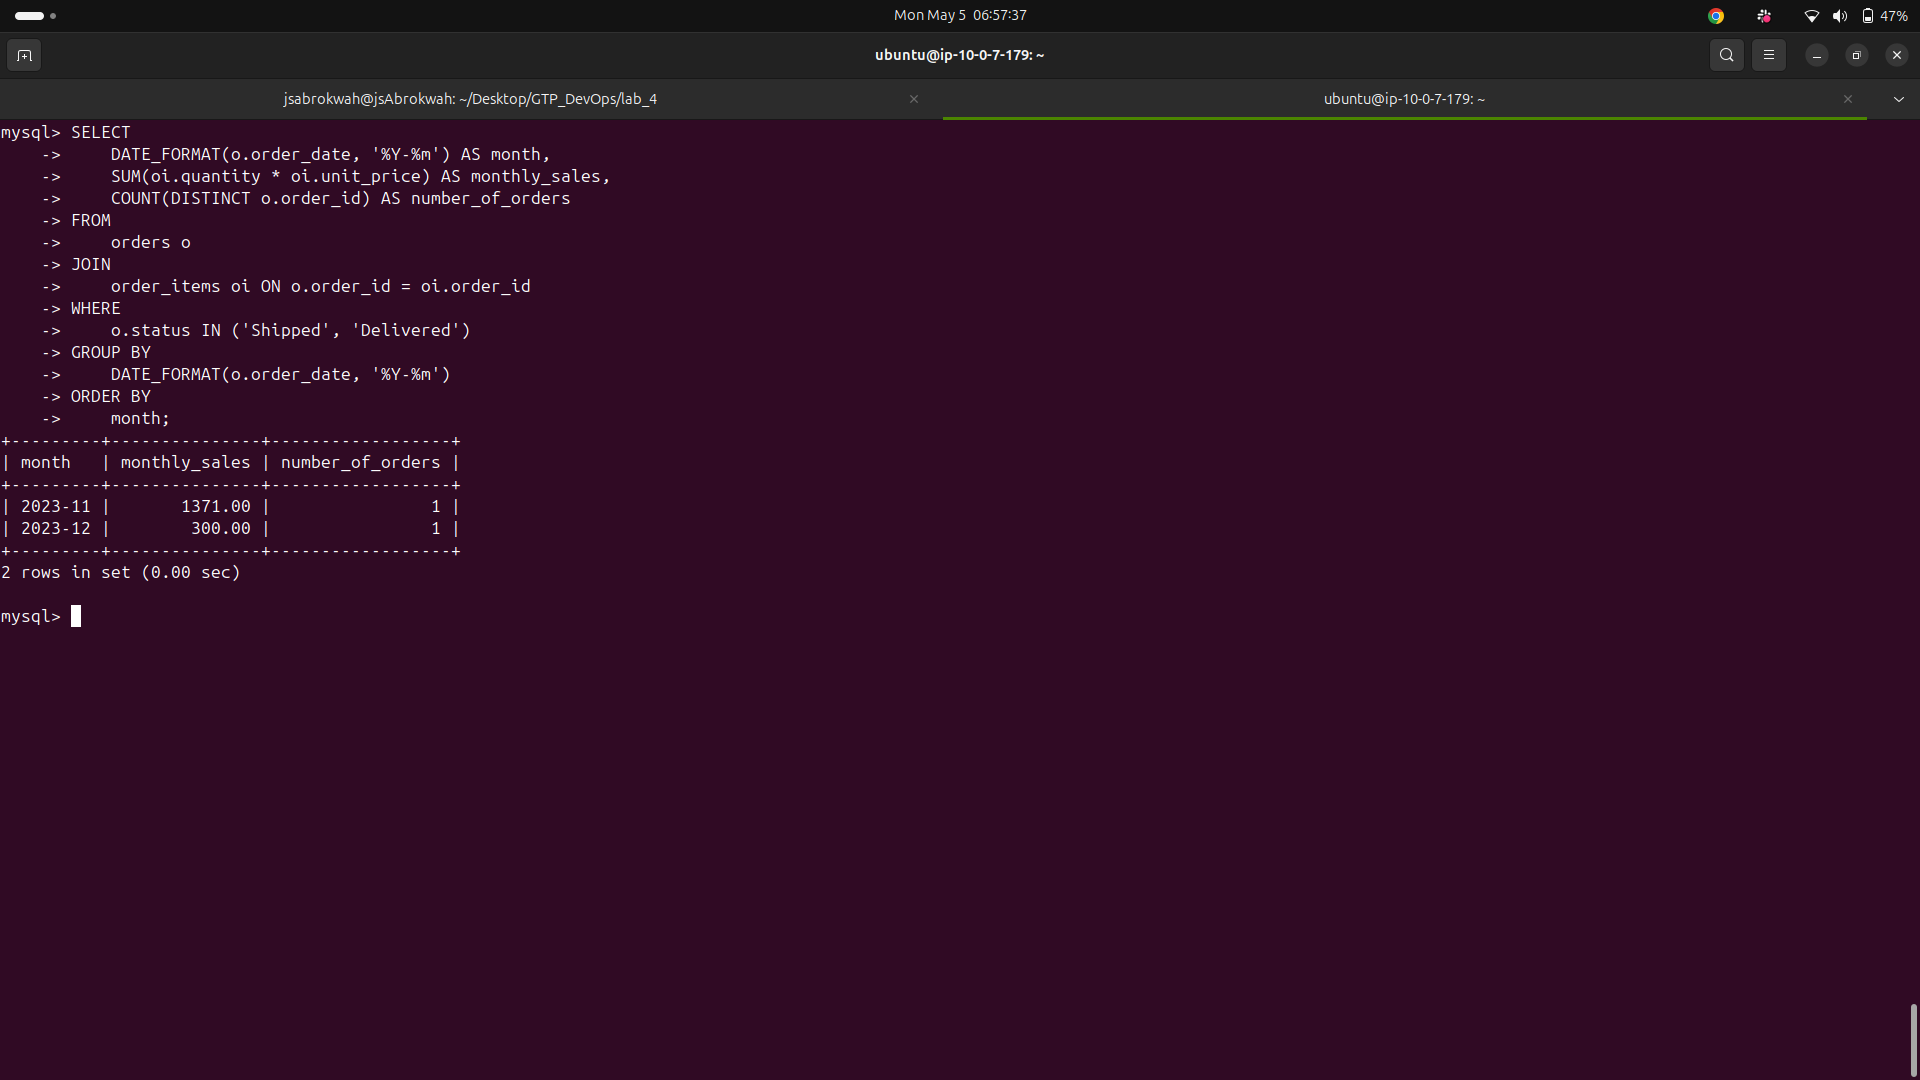 Mon May 5  06:57:37
47%
ubuntu@ip-10-0-7-179: ~
jsabrokwah@jsAbrokwah: ~/Desktop/GTP_DevOps/lab_4
ubuntu@ip-10-0-7-179: ~
mysql> SELECT
    ->     DATE_FORMAT(o.order_date, '%Y-%m') AS month,
    ->     SUM(oi.quantity * oi.unit_price) AS monthly_sales,
    ->     COUNT(DISTINCT o.order_id) AS number_of_orders
    -> FROM
    ->     orders o
    -> JOIN
    ->     order_items oi ON o.order_id = oi.order_id
    -> WHERE
    ->     o.status IN ('Shipped', 'Delivered')
    -> GROUP BY
    ->     DATE_FORMAT(o.order_date, '%Y-%m')
    -> ORDER BY
    ->     month;
+---------+---------------+------------------+
| month   | monthly_sales | number_of_orders |
+---------+---------------+------------------+
| 2023-11 |       1371.00 |                1 |
| 2023-12 |        300.00 |                1 |
+---------+---------------+------------------+
2 rows in set (0.00 sec)
mysql>